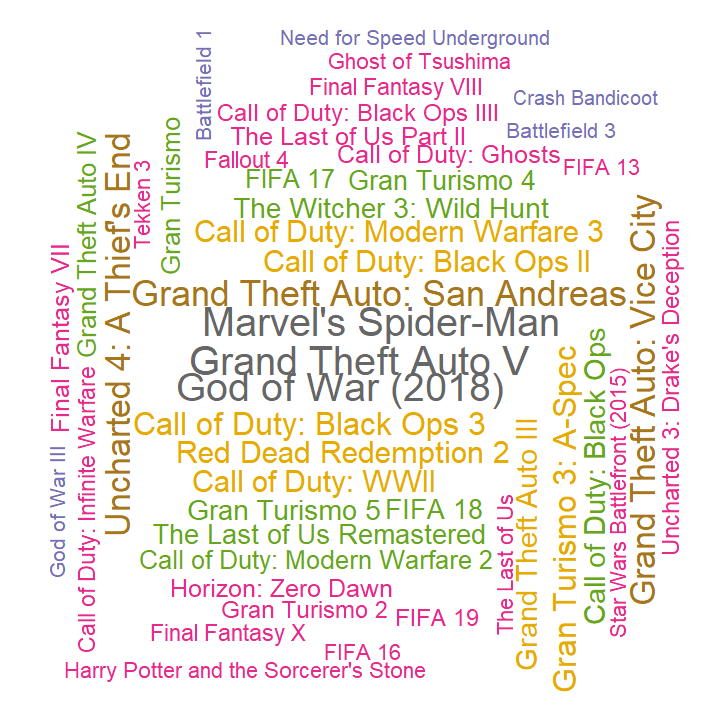 Need for Speed Underground
Ghost of Tsushima
Final Fantasy VIII
Crash Bandicoot
Call of Duty: Black Ops IIII
Battlefield 1
The Last of Us Part II
Battlefield 3
Call of Duty: Ghosts
Fallout 4
FIFA 13
FIFA 17
Gran Turismo 4
The Witcher 3: Wild Hunt
Call of Duty: Modern Warfare 3
Call of Duty: Black Ops II
Grand Theft Auto: San Andreas
Marvel's Spider-Man
Grand Theft Auto V
God of War (2018)
Call of Duty: Black Ops 3
Red Dead Redemption 2
Call of Duty: WWII
Gran Turismo 5
FIFA 18
The Last of Us Remastered
Call of Duty: Modern Warfare 2
Horizon: Zero Dawn
Gran Turismo 2
FIFA 19
Final Fantasy X
FIFA 16
Harry Potter and the Sorcerer's Stone
God of War III
Final Fantasy VII
Call of Duty: Infinite Warfare
Grand Theft Auto IV
Uncharted 4: A Thief's End
Tekken 3
Gran Turismo
The Last of Us
Grand Theft Auto III
Gran Turismo 3: A-Spec
Call of Duty: Black Ops
Star Wars Battlefront (2015)
Grand Theft Auto: Vice City
Uncharted 3: Drake's Deception